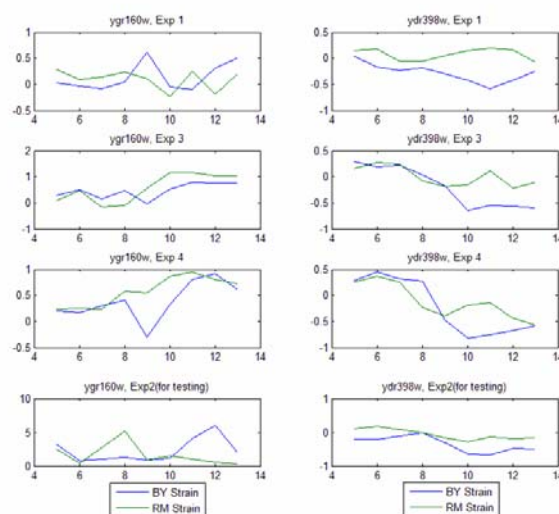 ygr160w, Exp 1
1
0.5
0
-0.5
4 6 8 10 12 14
ydr398w, Exp 1
0.5
0
-0.5
-1
4 6 8 10 12 14
ygr160w, Exp 3
2
1
0
-1
4 6 8 10 12 14
ydr398w, Exp 3
0.5
0
-0.5
-1
4 6 8 10 12 14
ygr160w, Exp 4
1
0.5
0
-0.5
4 6 8 10 12 14
ydr398w, Exp 4
0.5
0
-0.5
-1
4 6 8 10 12 14
ygr160w, Exp2(for testing)
10
5
0
4 6 8 10 12 14
BY Strain
RM Strain
ydr398w, Exp2(for testing)
1
0
-1
4 6 8 10 12 14
BY Strain
RM Strain